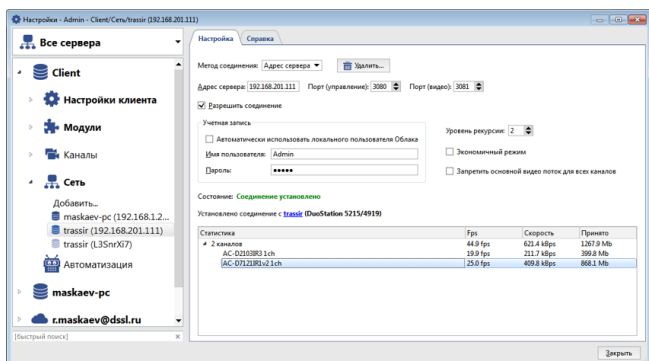 Настройки - Admin - Client/Сеть/trassir (192.168.201.111)
Все сервера
Client
Настройки клиента
Модули
Каналы
Сеть
Добавить...
maskaev-pc (192.168.1.2...
trassir (192.168.201.111)
trassir (L3SnrXi7)
Автоматизация
maskaev-pc
r.maskaev@dssl.ru
[быстрый поиск]
Настройка Справка
Метод соединения: Адрес сервера Удалить...
Адрес сервера: 192.168.201.111 Порт (управление): 3080 Порт (видео): 3081
Разрешить соединение
Учетная запись
Автоматически использовать локального пользователя Облака
Имя пользователя: Admin
Пароль: •••••
Уровень рекурсии: 2
Экономичный режим
Запретить основной видео поток для всех каналов
Состояние: Соединение установлено
Установлено соединение с trassir (DuoStation 5215/4919)
Статистика Fps Скорость Принято
2 каналов 44.9 fps 621.4 kBps 1267.9 Mb
AC-D2103IR3 1ch 19.9 fps 211.7 kBps 399.8 Mb
AC-D7121IR1v2 1ch 25.0 fps 409.8 kBps 868.1 Mb
Закрыть